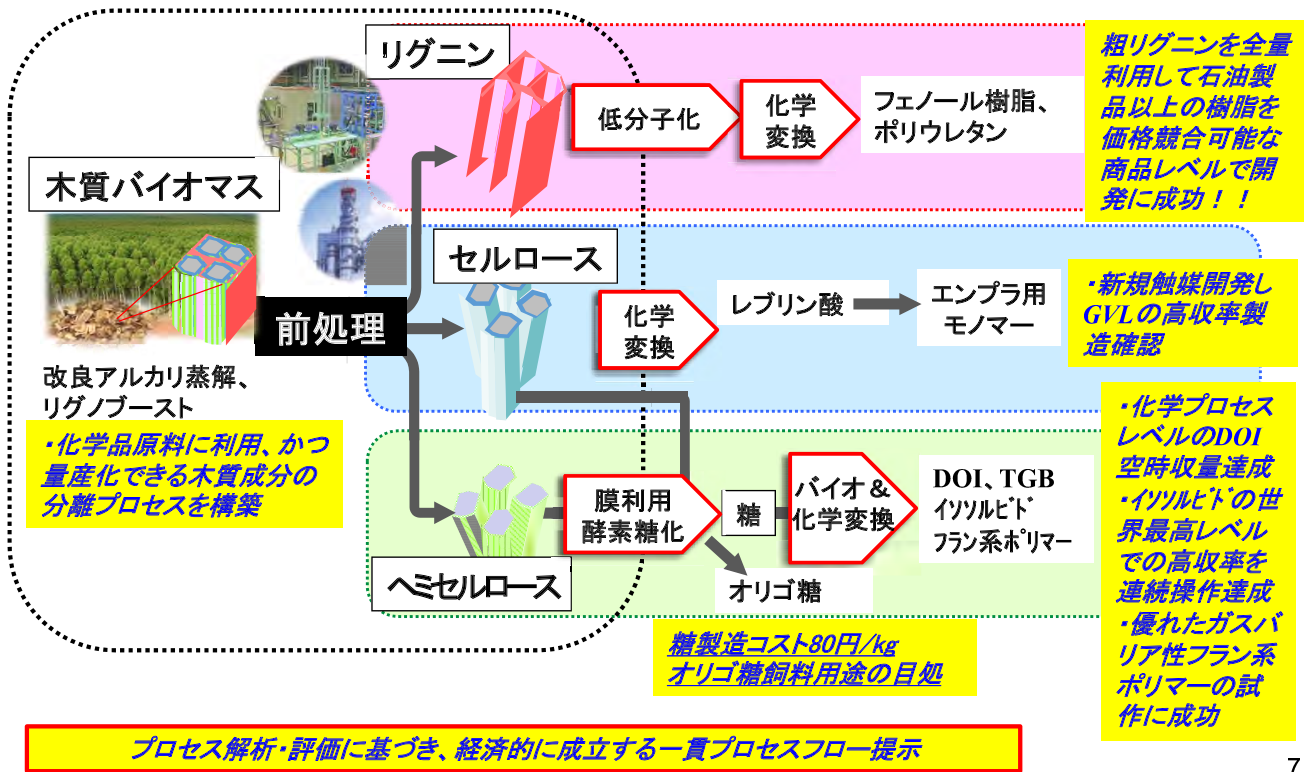 リグニン
低分子化
化学
変換
フェノール樹脂、
ポリウレタン
粗リグニンを全量
利用して石油製
品以上の樹脂を
価格競合可能な
商品レベルで開
発に成功！！
木質バイオマス
前処理
改良アルカリ蒸解、
リグノブースト
・化学品原料に利用、かつ
量産化できる木質成分の
分離プロセスを構築
セルロース
化学
変換
レブリン酸
エンプラ用
モノマー
・新規触媒開発し
GVLの高収率製
造確認
ヘミセルロース
膜利用
酵素糖化
糖
バイオ＆
化学変換
DOI、TGB
ｲｿｿﾙﾋﾞﾄﾞ
フラン系ﾎﾟﾘﾏｰ
オリゴ糖
・化学プロセス
レベルのDOI
空時収量達成
・ｲｿｿﾙﾋﾞﾄﾞの世
界最高レベル
での高収率を
連続操作達成
・優れたガスバ
リア性フラン系
ポリマーの試
作に成功
糖製造コスト80円/kg
オリゴ糖飼料用途の目処
プロセス解析・評価に基づき、経済的に成立する一貫プロセスフロー提示
7